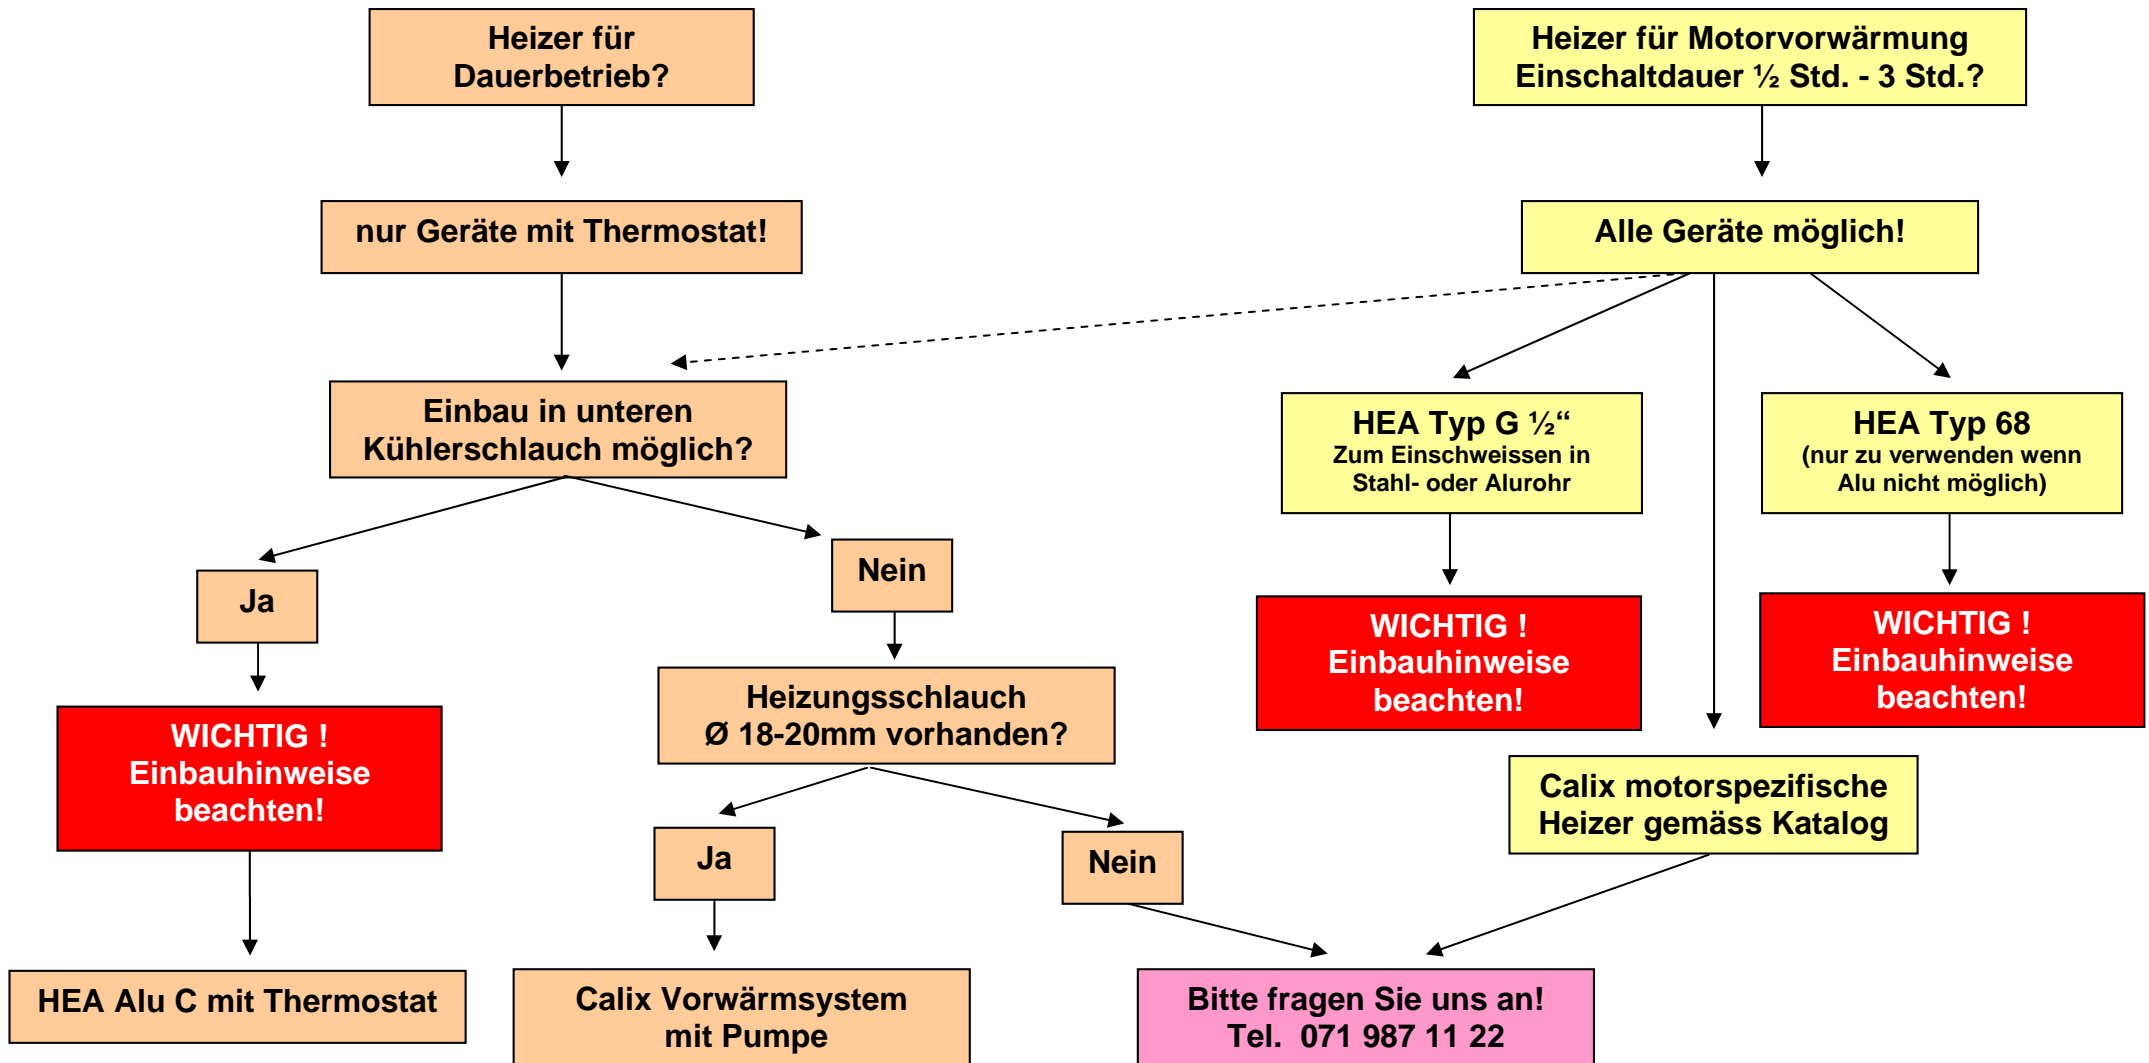 Heizer für
Dauerbetrieb?
Heizer für Motorvorwärmung
Einschaltdauer ½ Std. - 3 Std.?
nur Geräte mit Thermostat!
Alle Geräte möglich!
Einbau in unteren
Kühlerschlauch möglich?
HEA Typ G ½“
Zum Einschweissen in
Stahl- oder Alurohr
HEA Typ 68
(nur zu verwenden wenn
Alu nicht möglich)
Ja
Nein
WICHTIG !
Einbauhinweise
beachten!
WICHTIG !
Einbauhinweise
beachten!
WICHTIG !
Einbauhinweise
beachten!
Heizungsschlauch
Ø 18-20mm vorhanden?
Calix motorspezifische
Heizer gemäss Katalog
Ja
Nein
HEA Alu C mit Thermostat
Calix Vorwärmsystem
mit Pumpe
Bitte fragen Sie uns an!
Tel.  071 987 11 22